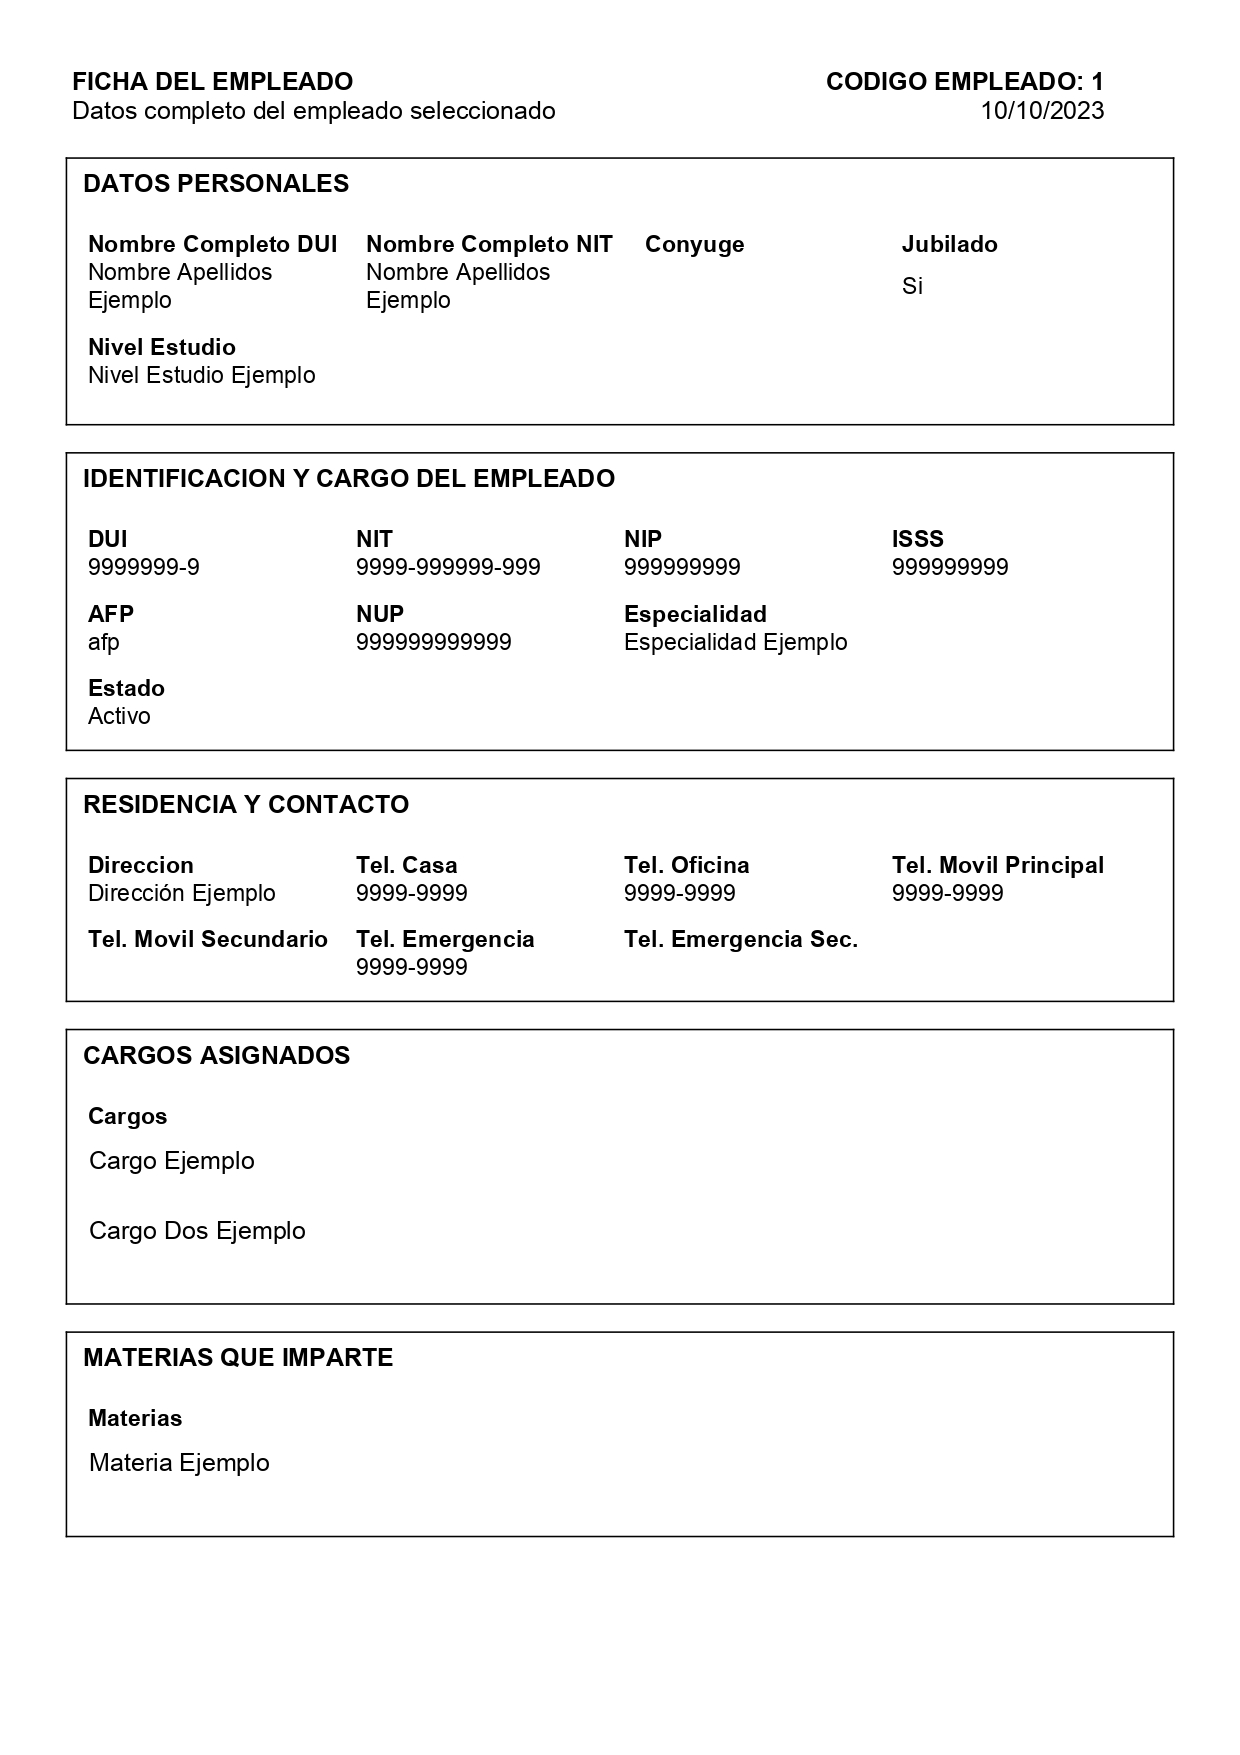 FICHA DEL EMPLEADO
CODIGO EMPLEADO: 1
Datos completo del empleado seleccionado
10/10/2023
DATOS PERSONALES
Nombre Completo DUI Nombre Completo NIT Conyuge Jubilado
Nombre Apellidos Nombre Apellidos
Ejemplo Ejemplo
Si
Nivel Estudio
Nivel Estudio Ejemplo
IDENTIFICACION Y CARGO DEL EMPLEADO
DUI NIT NIP ISSS
9999999-9 9999-999999-999 999999999 999999999
AFP NUP Especialidad
afp 999999999999 Especialidad Ejemplo
Estado
Activo
RESIDENCIA Y CONTACTO
Direccion Tel. Casa Tel. Oficina Tel. Movil Principal
Dirección Ejemplo 9999-9999 9999-9999 9999-9999
Tel. Movil Secundario Tel. Emergencia Tel. Emergencia Sec.
9999-9999
CARGOS ASIGNADOS
Cargos
Cargo Ejemplo
Cargo Dos Ejemplo
MATERIAS QUE IMPARTE
Materias
Materia Ejemplo